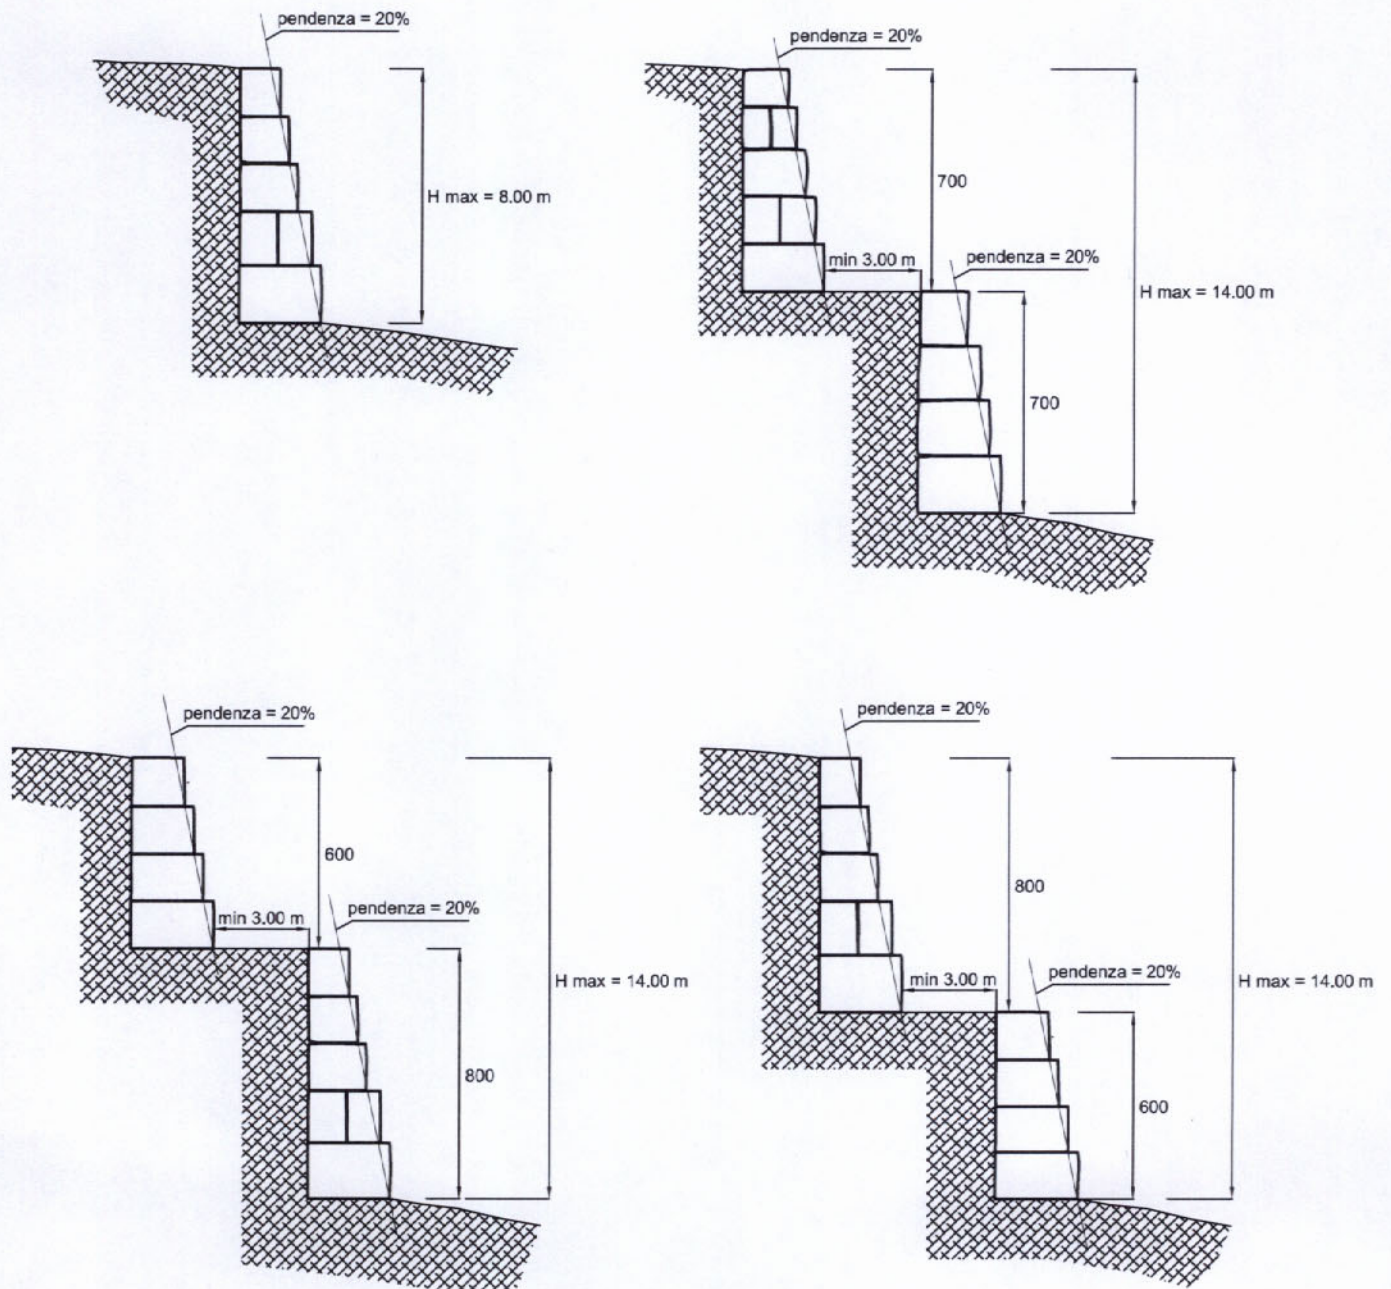 pendenza = 20%
H max = 8.00 m
pendenza = 20%
700
H max = 14.00 m
min 3.00 m
pendenza = 20%
700
pendenza = 20%
600
min 3.00 m
pendenza = 20%
H max = 14.00 m
800
pendenza = 20%
800
min 3.00 m
pendenza = 20%
H max = 14.00 m
600